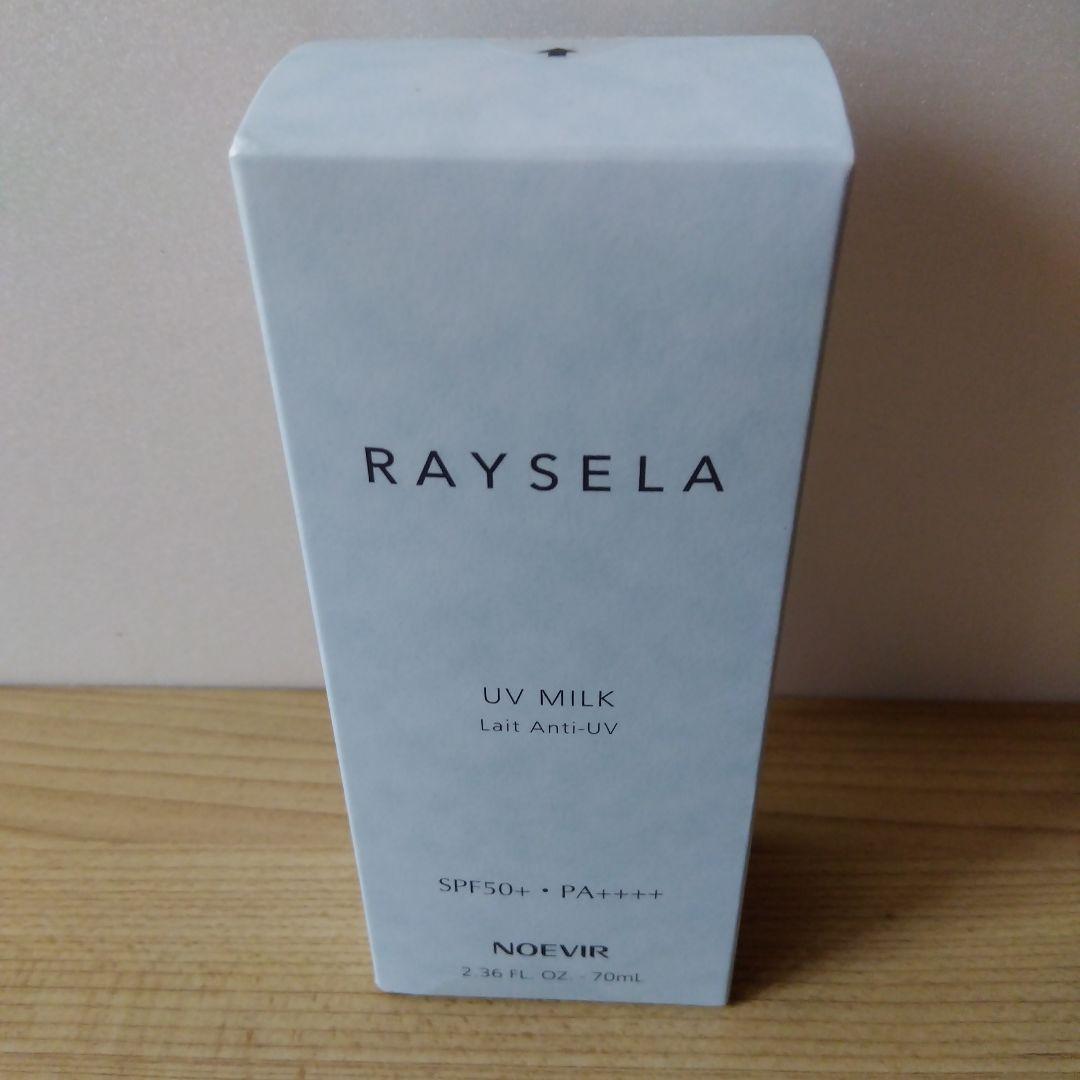 RAYSELA
UV MILK
Lait Anti-UV
SPF50+・PA++++
NOEVIR
2.36 FL. OZ. - 70mL